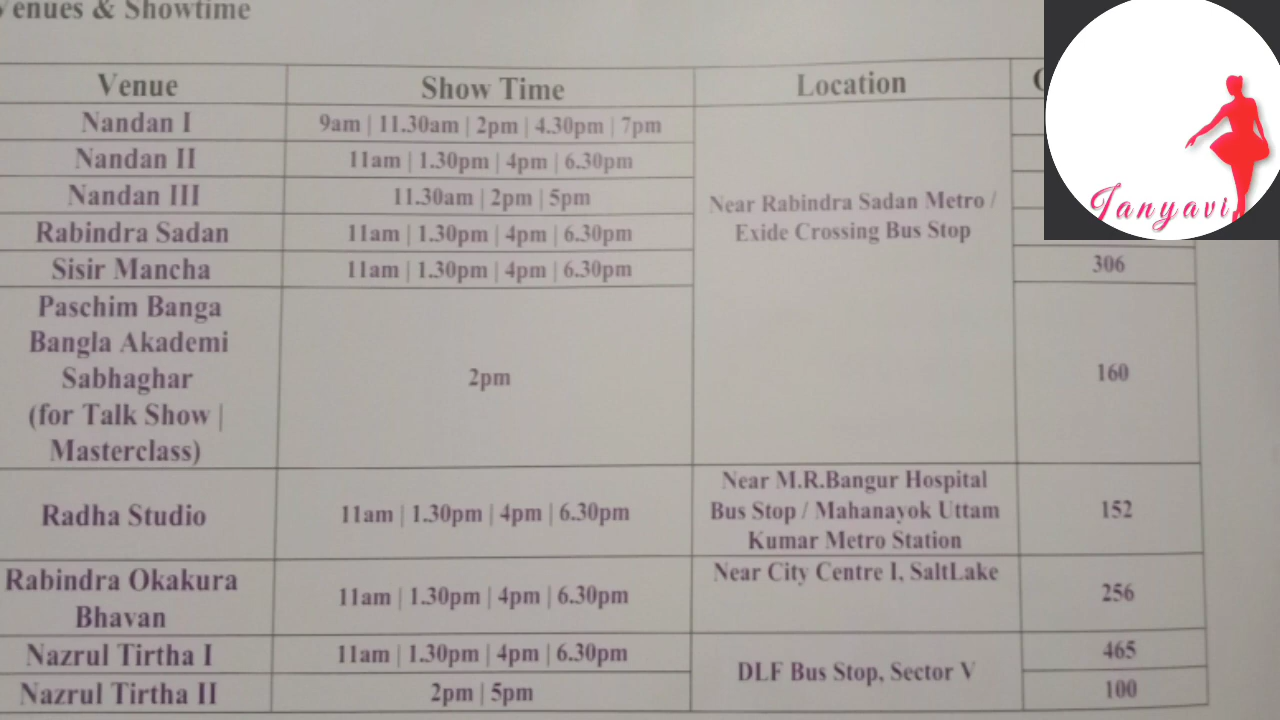 Venues & Showtime
Venue Show Time Location
Nandan I 9am | 11.30am | 2pm | 4.30pm | 7pm
Nandan II 11am | 1.30pm | 4pm | 6.30pm
Nandan III 11.30am | 2pm | 5pm
Near Rabindra Sadan Metro /
Exide Crossing Bus Stop
Rabindra Sadan 11am | 1.30pm | 4pm | 6.30pm
Sisir Mancha 11am | 1.30pm | 4pm | 6.30pm 306
Paschim Banga
Bangla Akademi
Sabhaghar
(for Talk Show |
Masterclass)
2pm
160
Radha Studio 11am | 1.30pm | 4pm | 6.30pm
Near M.R.Bangur Hospital
Bus Stop / Mahanayok Uttam
Kumar Metro Station
152
Rabindra Okakura
Bhavan
11am | 1.30pm | 4pm | 6.30pm
Near City Centre I, SaltLake
256
Nazrul Tirtha I 11am | 1.30pm | 4pm | 6.30pm 465
DLF Bus Stop, Sector V
Nazrul Tirtha II 2pm | 5pm 100
Janyavi